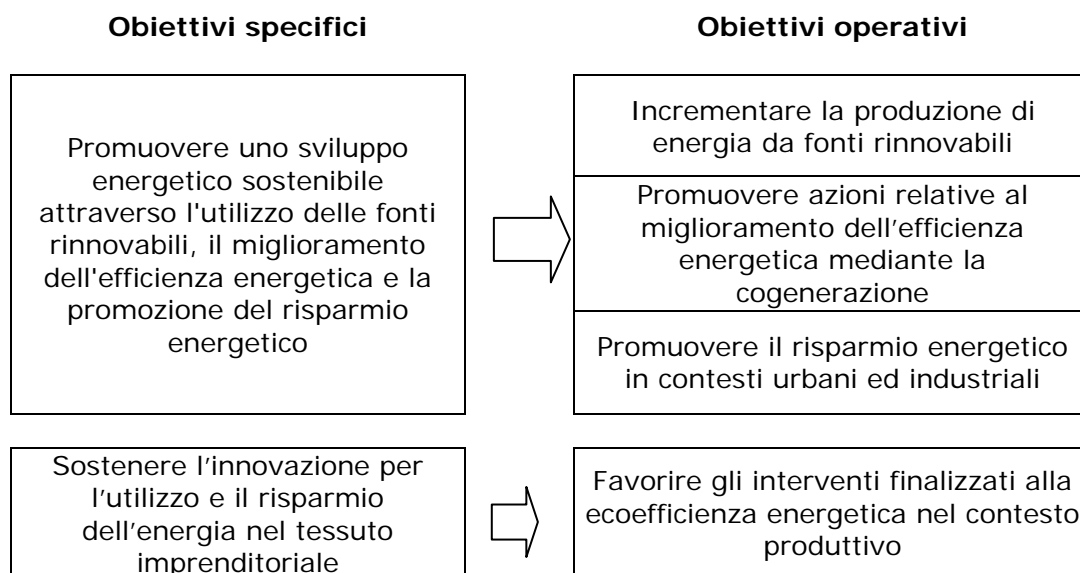 Obiettivi specifici
Obiettivi operativi
Promuovere uno sviluppo
energetico sostenibile
attraverso l'utilizzo delle fonti
rinnovabili, il miglioramento
dell'efficienza energetica e la
promozione del risparmio
energetico
Incrementare la produzione di
energia da fonti rinnovabili
Promuovere azioni relative al
miglioramento dell’efficienza
energetica mediante la
cogenerazione
Promuovere il risparmio energetico
in contesti urbani ed industriali
Sostenere l’innovazione per
l’utilizzo e il risparmio
dell’energia nel tessuto
imprenditoriale
Favorire gli interventi finalizzati alla
ecoefficienza energetica nel contesto
produttivo